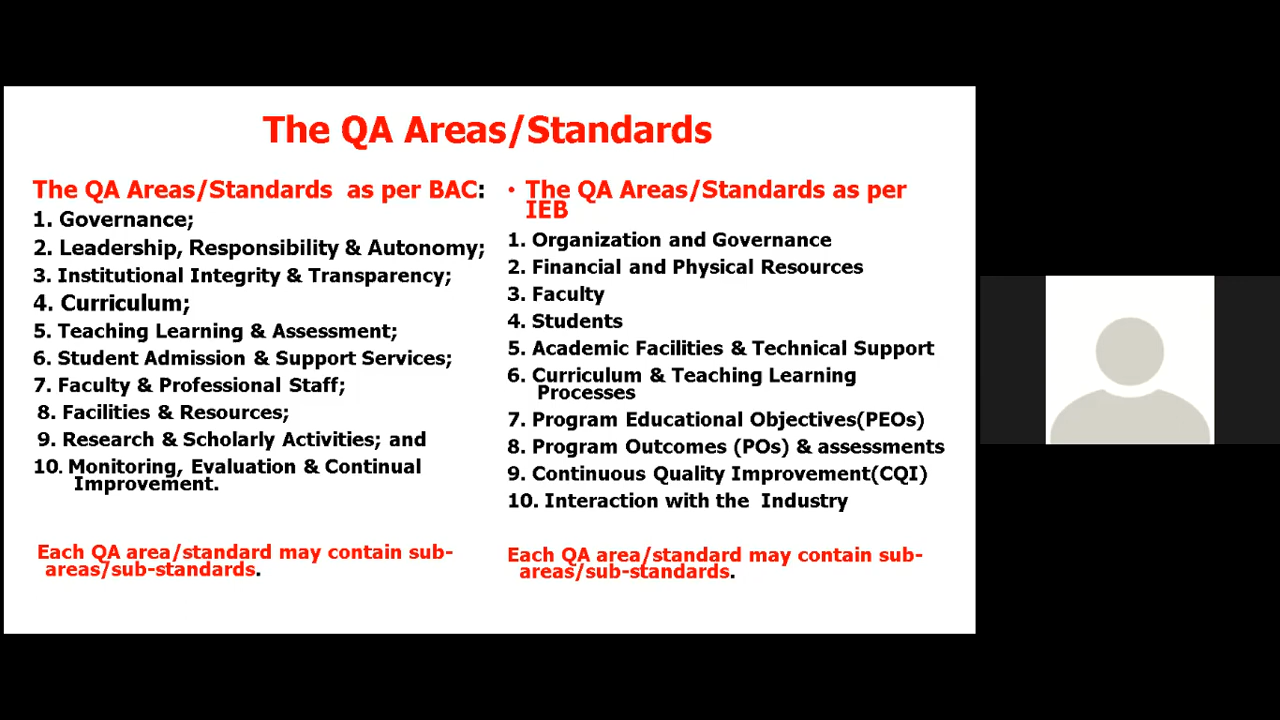 The QA Areas/Standards
The QA Areas/Standards as per BAC:
1. Governance;
2. Leadership, Responsibility & Autonomy;
3. Institutional Integrity & Transparency;
4. Curriculum;
5. Teaching Learning & Assessment;
6. Student Admission & Support Services;
7. Faculty & Professional Staff;
8. Facilities & Resources;
9. Research & Scholarly Activities; and
10. Monitoring, Evaluation & Continual
Improvement.
Each QA area/standard may contain sub-
areas/sub-standards.
• The QA Areas/Standards as per
IEB
1. Organization and Governance
2. Financial and Physical Resources
3. Faculty
4. Students
5. Academic Facilities & Technical Support
6. Curriculum & Teaching Learning
Processes
7. Program Educational Objectives(PEOs)
8. Program Outcomes (POs) & assessments
9. Continuous Quality Improvement(CQI)
10. Interaction with the Industry
Each QA area/standard may contain sub-
areas/sub-standards.